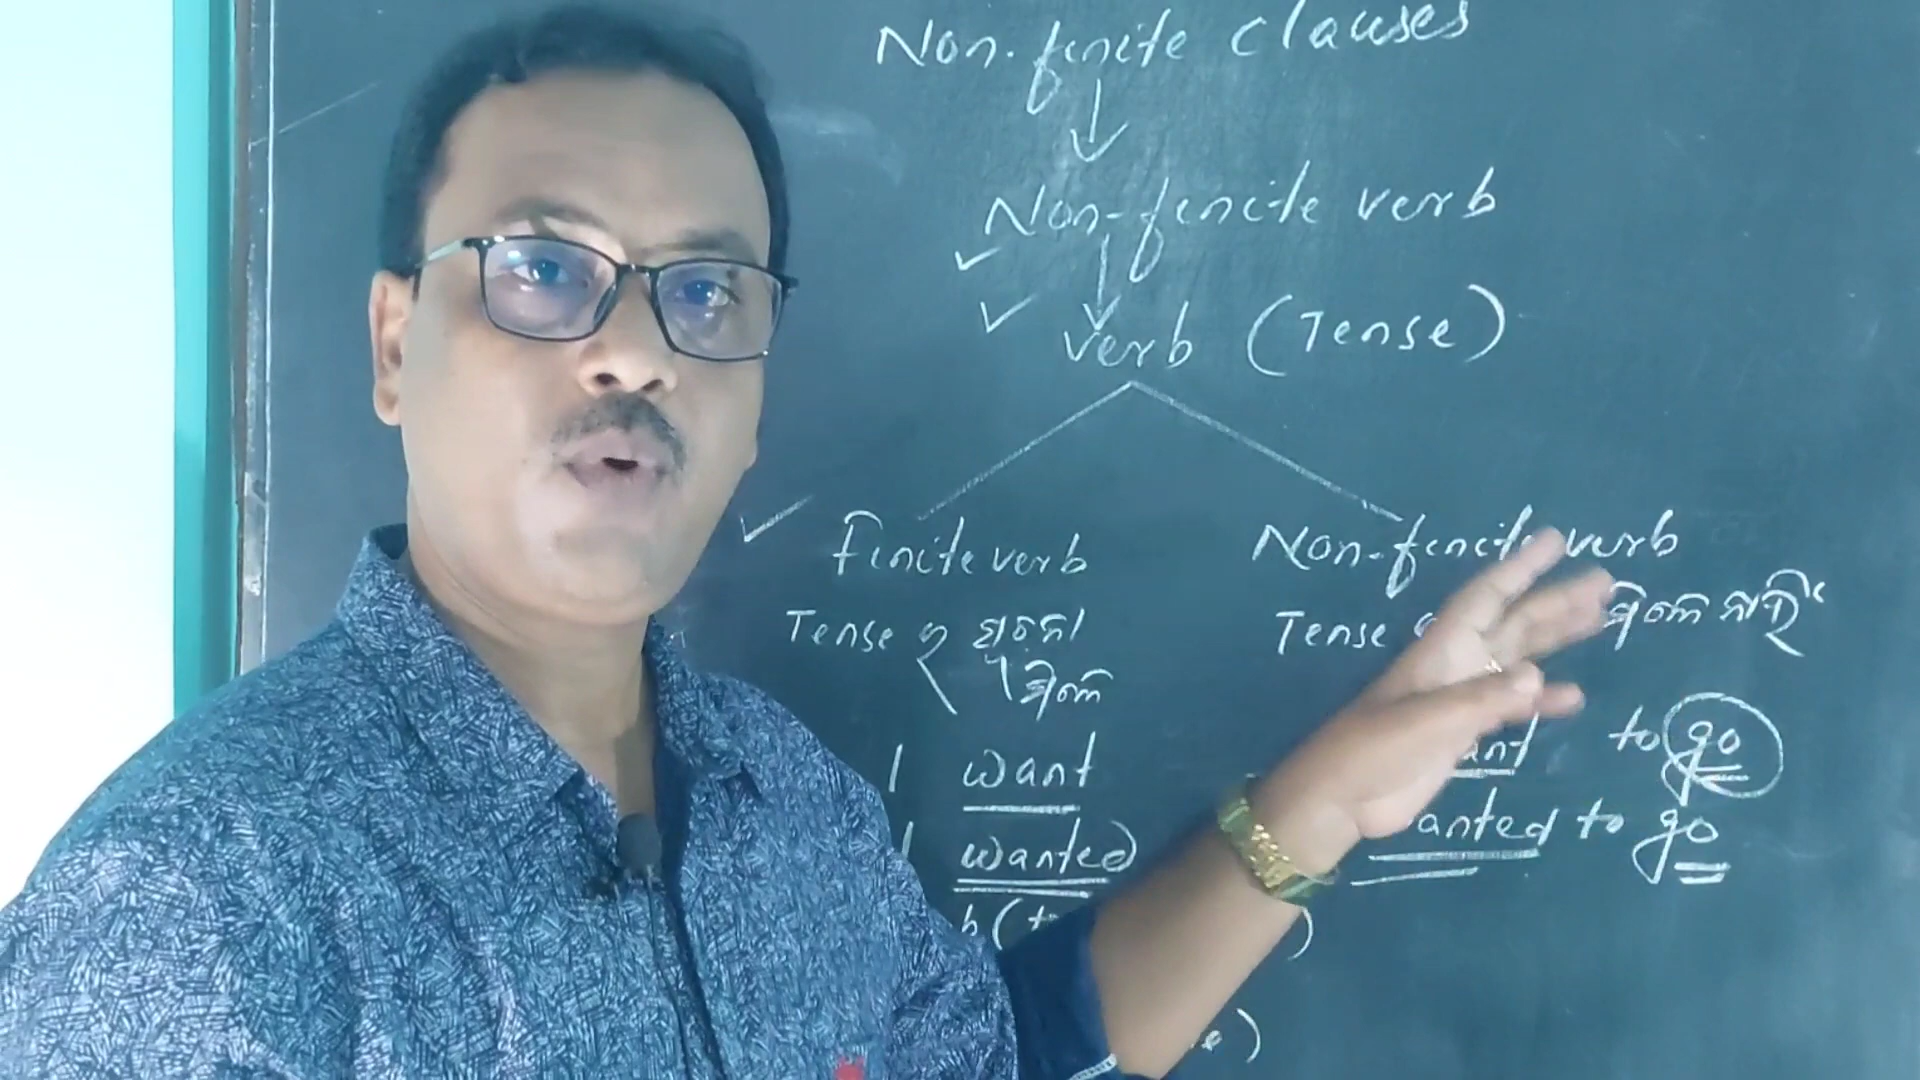 Non-finite clauses
Non-finite verb
verb (Tense)
Finite verb
Non-finite verb
Tense ର ସୂଚନା
ଦିଏ
Tense ଦିଏ ନାହିଁ
I want
to go
I wanted
to go